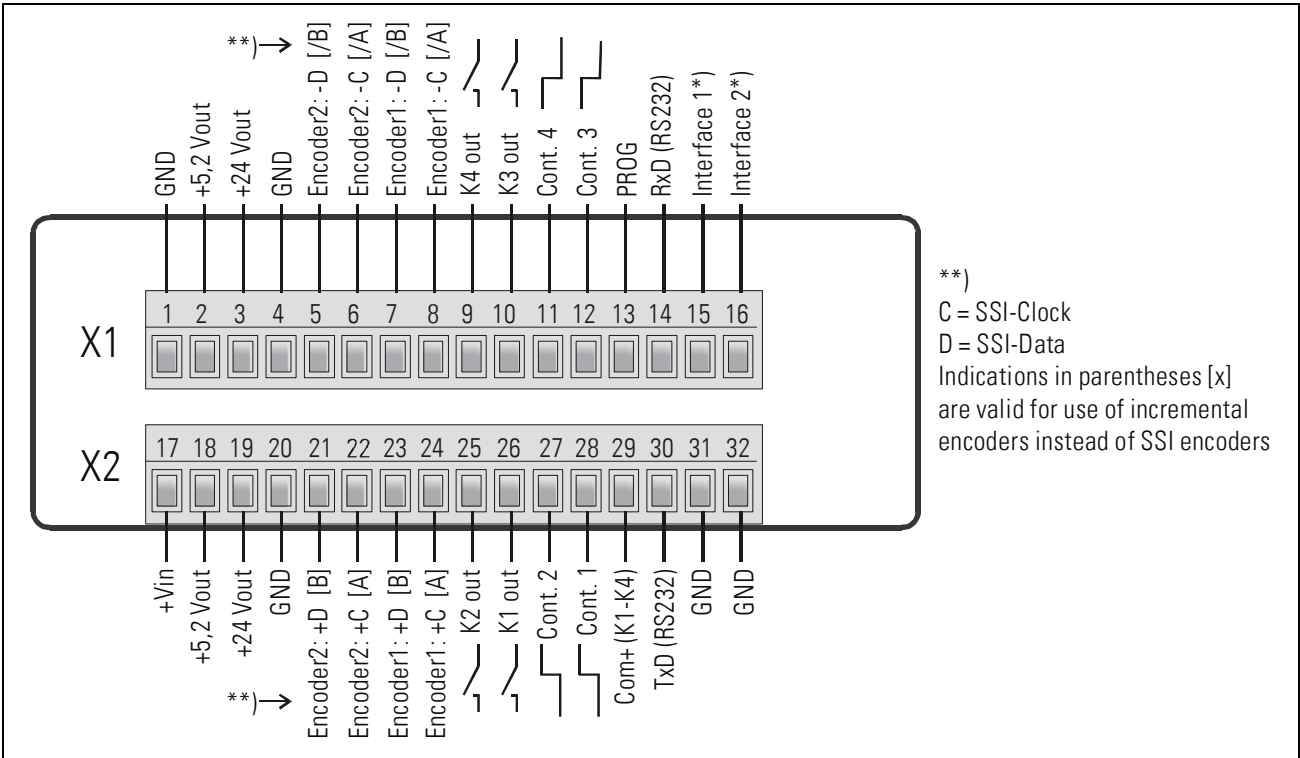 **)→
GND
+5,2 Vout
+24 Vout
GND
Encoder2: -D [/B]
Encoder2: -C [/A]
Encoder1: -D [/B]
Encoder1: -C [/A]
K4 out
K3 out
Cont. 4
Cont. 3
PROG
RxD (RS232)
Interface 1*)
Interface 2*)
X1
1 2 3 4 5 6 7 8 9 10 11 12 13 14 15 16
X2
17 18 19 20 21 22 23 24 25 26 27 28 29 30 31 32
+Vin
+5,2 Vout
+24 Vout
GND
Encoder2: +D [B]
Encoder2: +C [A]
Encoder1: +D [B]
Encoder1: +C [A]
K2 out
K1 out
Cont. 2
Cont. 1
Com+ (K1-K4)
TxD (RS232)
GND
GND
**)→
**)
C = SSI-Clock
D = SSI-Data
Indications in parentheses [x]
are valid for use of incremental
encoders instead of SSI encoders